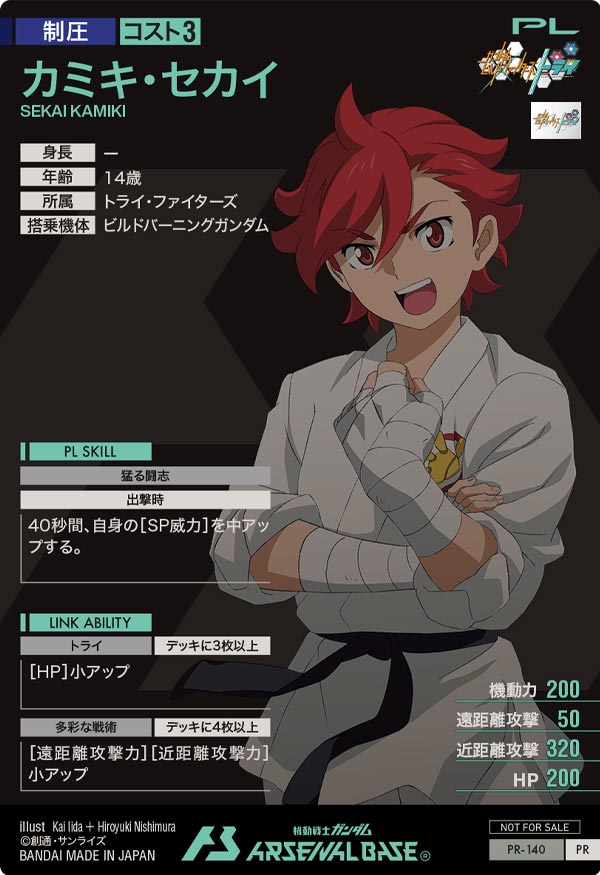 制圧 コスト3
PL
カミキ・セカイ
SEKAI KAMIKI
身長 ー
年齢 14歳
所属 トライ・ファイターズ
搭乗機体 ビルドバーニングガンダム
PL SKILL
猛る闘志
出撃時
40秒間、自身の[SP威力]を中アッ
プする。
LINK ABILITY
トライ デッキに3枚以上
[HP]小アップ
多彩な戦術 デッキに4枚以上
[遠距離攻撃力][近距離攻撃力]
小アップ
機動力 200
遠距離攻撃 50
近距離攻撃 320
HP 200
illust Kai Iida + Hiroyuki Nishimura
©創通・サンライズ
BANDAI MADE IN JAPAN
機動戦士ガンダム
ARSENAL BASE®
NOT FOR SALE
PR-140 PR